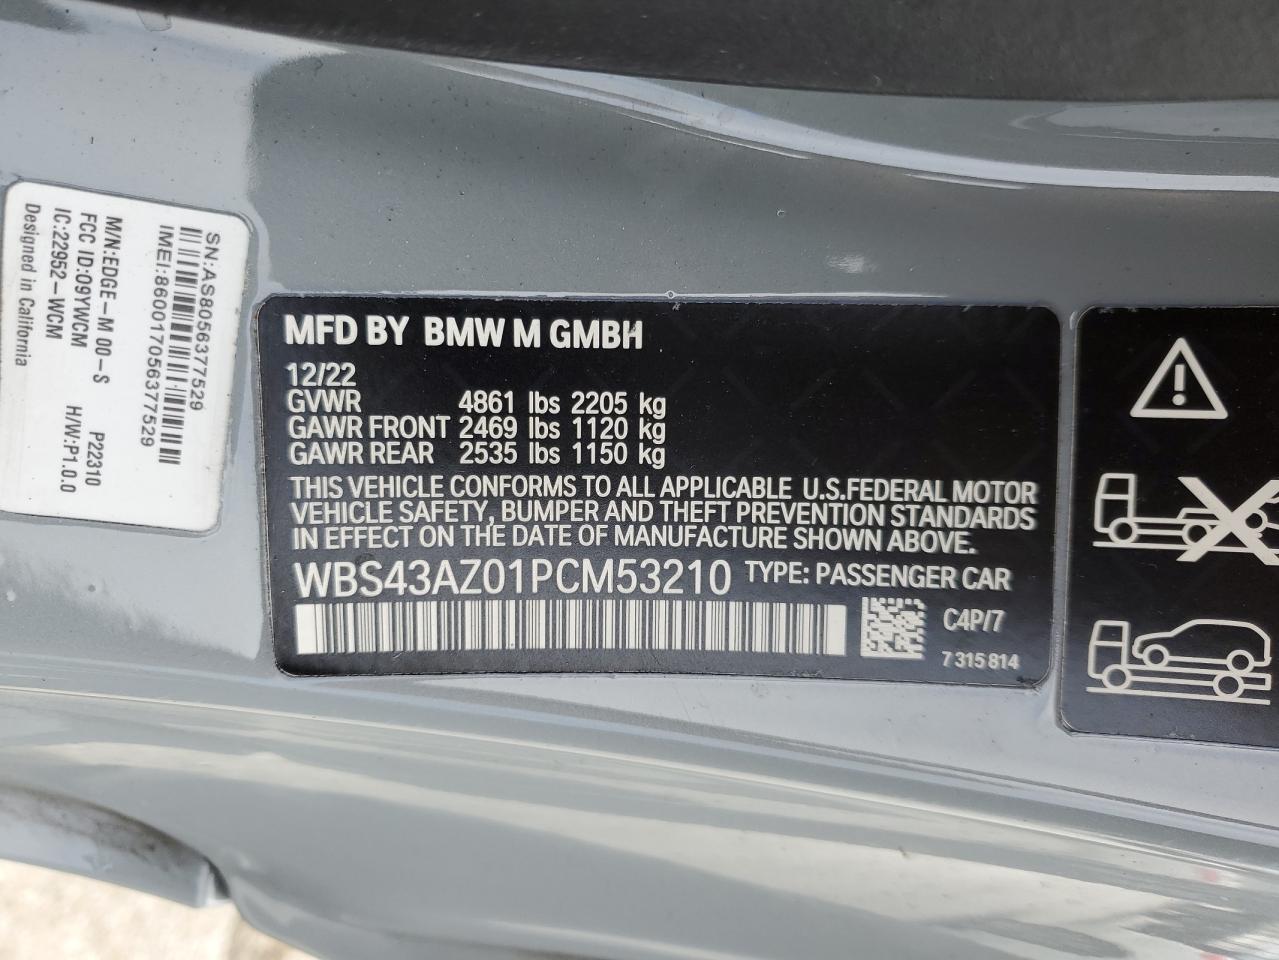 SN:AS8056377529
IMEI:860017056377529
M/N:EDGE-M 00-S P22310
FCC ID:O9YWCM H/W:P1.0.0
IC:22952-WCM
Designed in California
MFD BY BMW M GMBH
12/22
GVWR 4861 lbs 2205 kg
GAWR FRONT 2469 lbs 1120 kg
GAWR REAR 2535 lbs 1150 kg
THIS VEHICLE CONFORMS TO ALL APPLICABLE U.S.FEDERAL MOTOR
VEHICLE SAFETY, BUMPER AND THEFT PREVENTION STANDARDS
IN EFFECT ON THE DATE OF MANUFACTURE SHOWN ABOVE.
WBS43AZ01PCM53210 TYPE: PASSENGER CAR
C4P/7
7 315 814